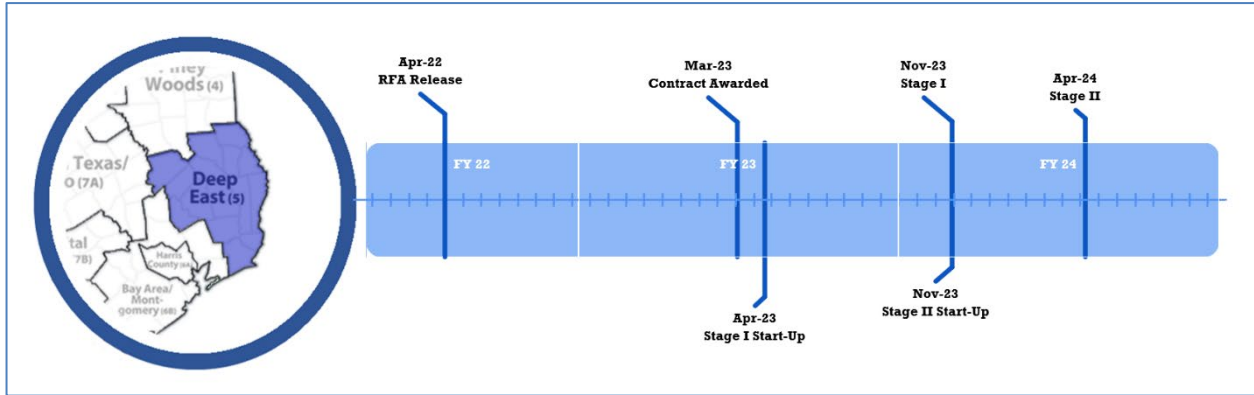 Woods (4)
Texas/
(7A)
Deep
East (5)
7B)
Harris
County (6A)
Bay Area/
Mont-
gomery (6B)
Apr-22
RFA Release
Mar-23
Contract Awarded
Nov-23
Stage I
Apr-24
Stage II
FY 22
FY 23
FY 24
Apr-23
Stage I Start-Up
Nov-23
Stage II Start-Up